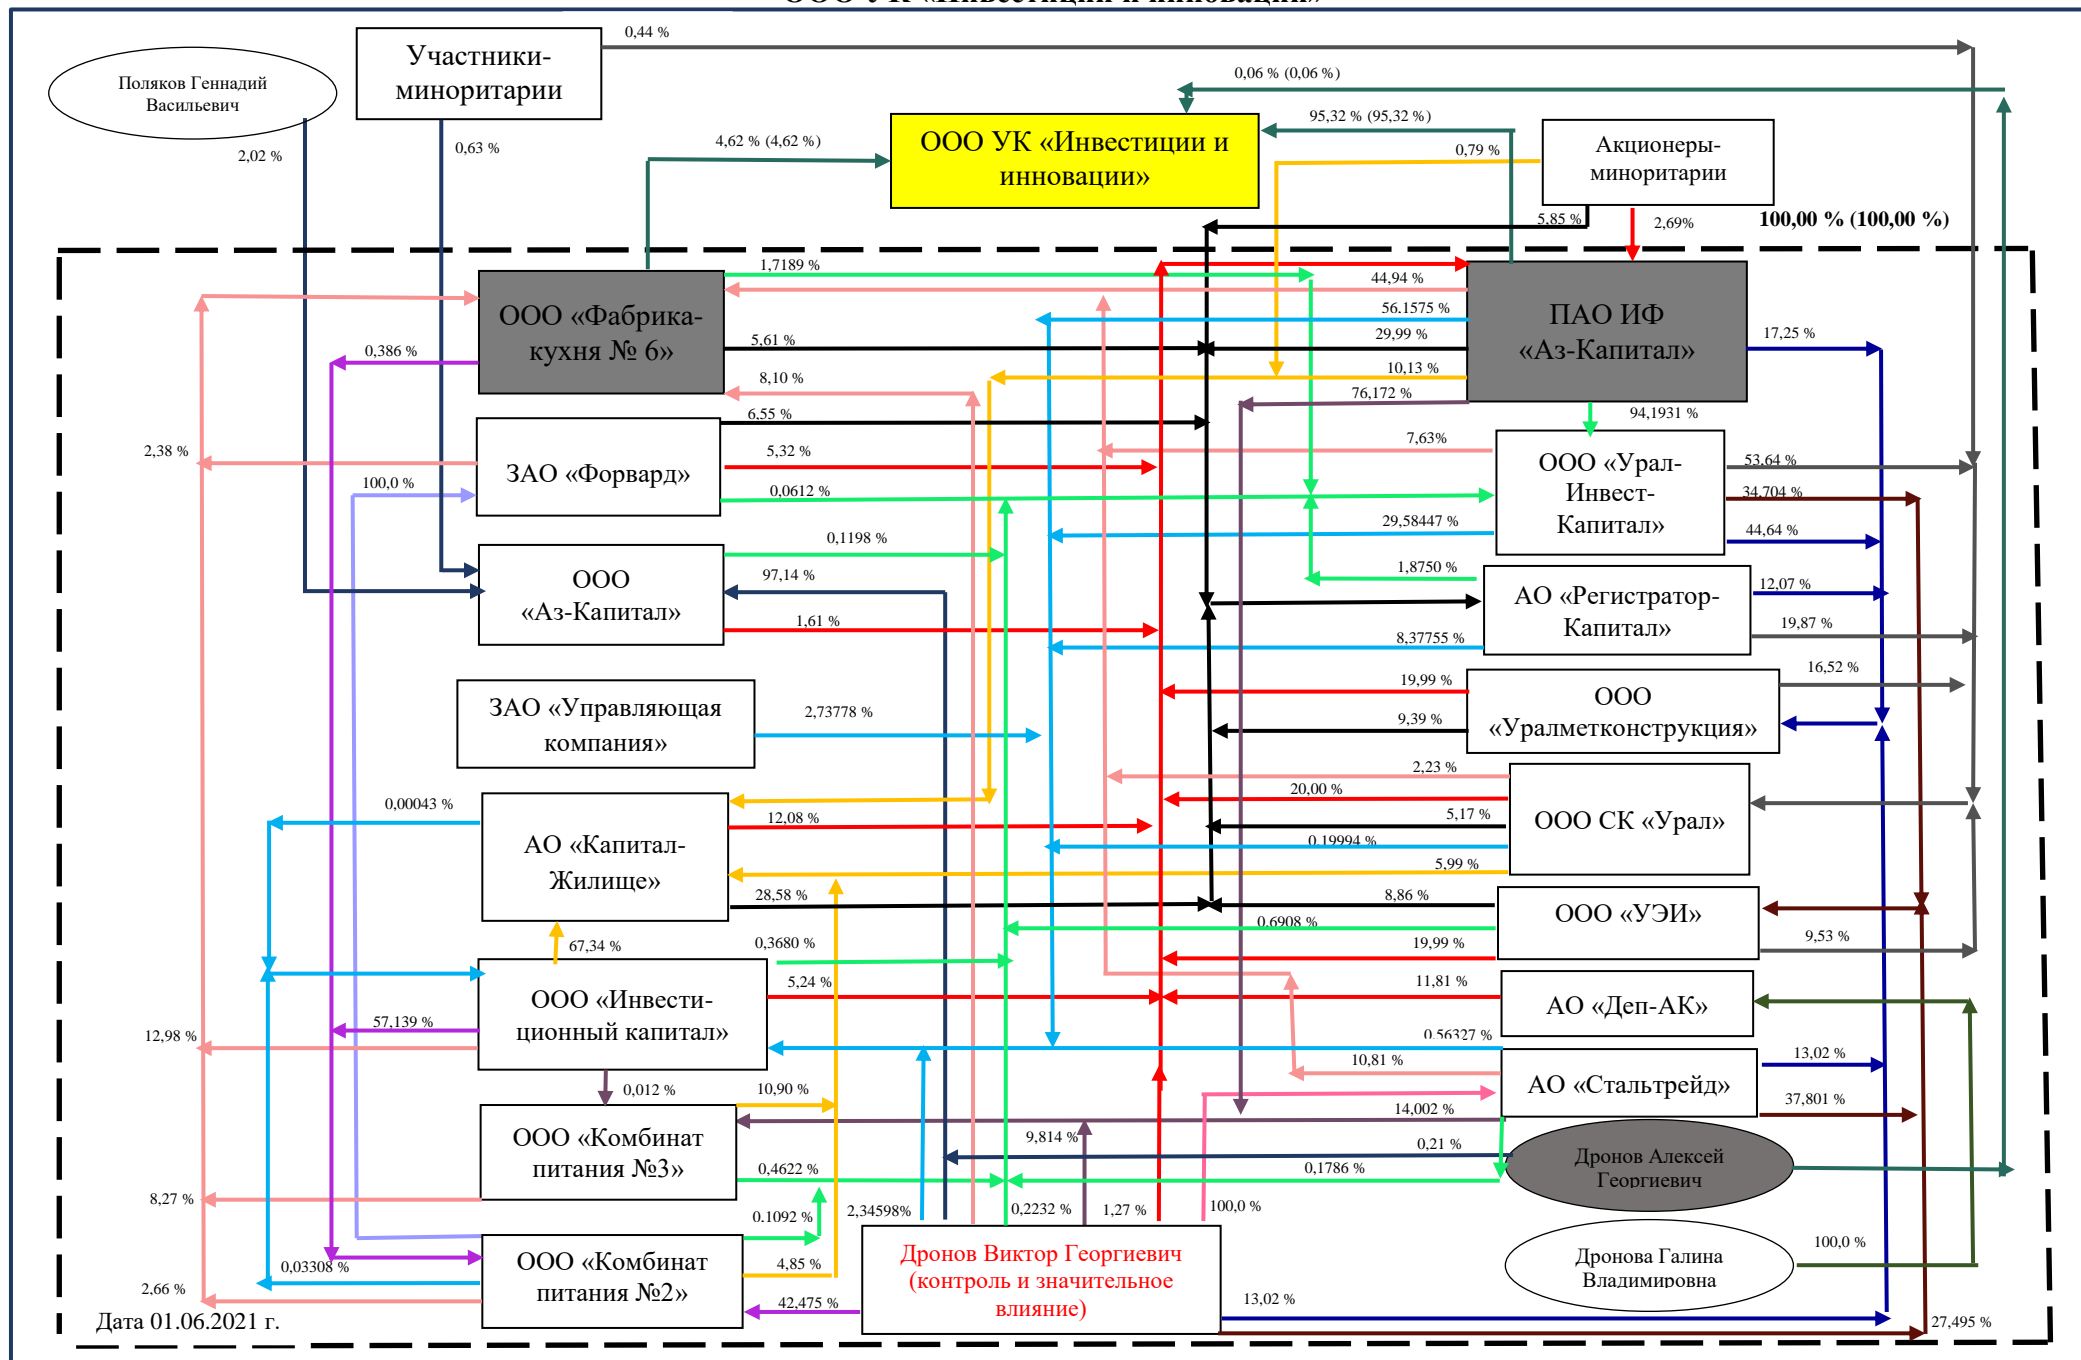 0,44 %
Участники-
миноритарии
Поляков Геннадий
Васильевич
0,06 % (0,06 %)
95,32 % (95,32 %)
4,62 % (4,62 %)
ООО УК «Инвестиции и
инновации»
0,79 %
Акционеры-
миноритарии
2,02 %
0,63 %
5,85 %
2,69%
100,00 % (100,00 %)
1,7189 %
44,94 %
ООО «Фабрика-
кухня № 6»
56,1575 %
ПАО ИФ
«Аз-Капитал»
0,386 %
5,61 %
29,99 %
17,25 %
8,10 %
10,13 %
76,172 %
6,55 %
94,1931 %
2,38 %
ЗАО «Форвард»
5,32 %
7,63%
ООО «Урал-
Инвест-
Капитал»
53,64 %
100,0 %
0,0612 %
34,704 %
29,58447 %
44,64 %
0,1198 %
ООО
«Аз-Капитал»
97,14 %
1,8750 %
АО «Регистратор-
Капитал»
12,07 %
1,61 %
8,37755 %
19,87 %
ЗАО «Управляющая
компания»
2,73778 %
19,99 %
ООО
«Уралметконструкция»
16,52 %
9,39 %
0,00043 %
2,23 %
20,00 %
АО «Капитал-
Жилище»
12,08 %
5,17 %
ООО СК «Урал»
0,19994 %
5,99 %
28,58 %
8,86 %
ООО «УЭИ»
67,34 %
0,3680 %
0,6908 %
9,53 %
19,99 %
ООО «Инвести-
ционный капитал»
5,24 %
11,81 %
АО «Деп-АК»
12,98 %
57,139%
0,56327 %
10,81 %
АО «Стальтрейд»
13,02 %
0,012 %
10,90 %
14,002 %
37,801 %
ООО «Комбинат
питания №3»
9,814 %
0,21 %
Дронов Алексей
Георгиевич
0,4622 %
0,1786 %
8,27 %
0,1092 %
2,34598%
0,2232 %
1,27 %
100,0 %
0,03308 %
ООО «Комбинат
питания №2»
4,85 %
Дронов Виктор Георгиевич
(контроль и значительное
влияние)
Дронова Галина
Владимировна
100,0 %
2,66 %
42,475 %
13,02 %
27,495 %
Дата 01.06.2021 г.